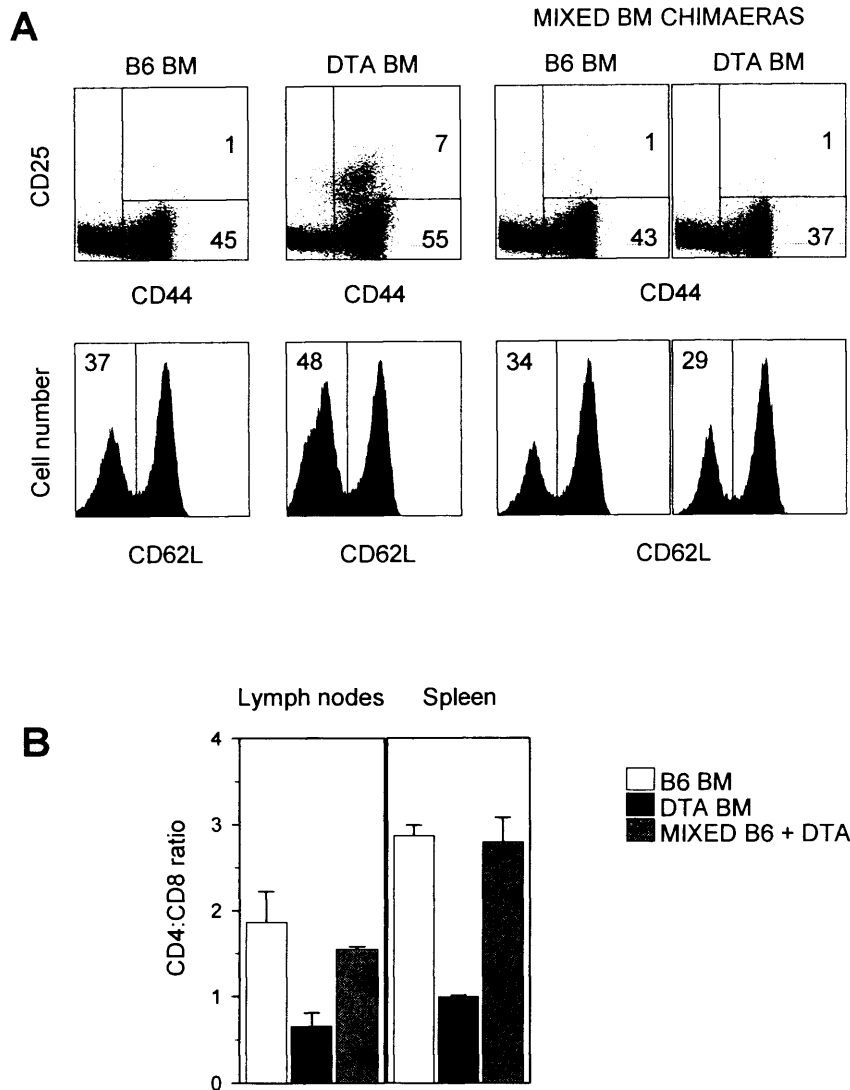 A
MIXED BM CHIMAERAS
B6 BM
DTA BM
B6 BM
DTA BM
CD25
1
7
1
1
45
55
43
37
CD44
CD44
CD44
Cell number
37
48
34
29
CD62L
CD62L
CD62L
B
Lymph nodes
Spleen
CD4:CD8 ratio
4
3
2
1
0
B6 BM
DTA BM
MIXED B6 + DTA